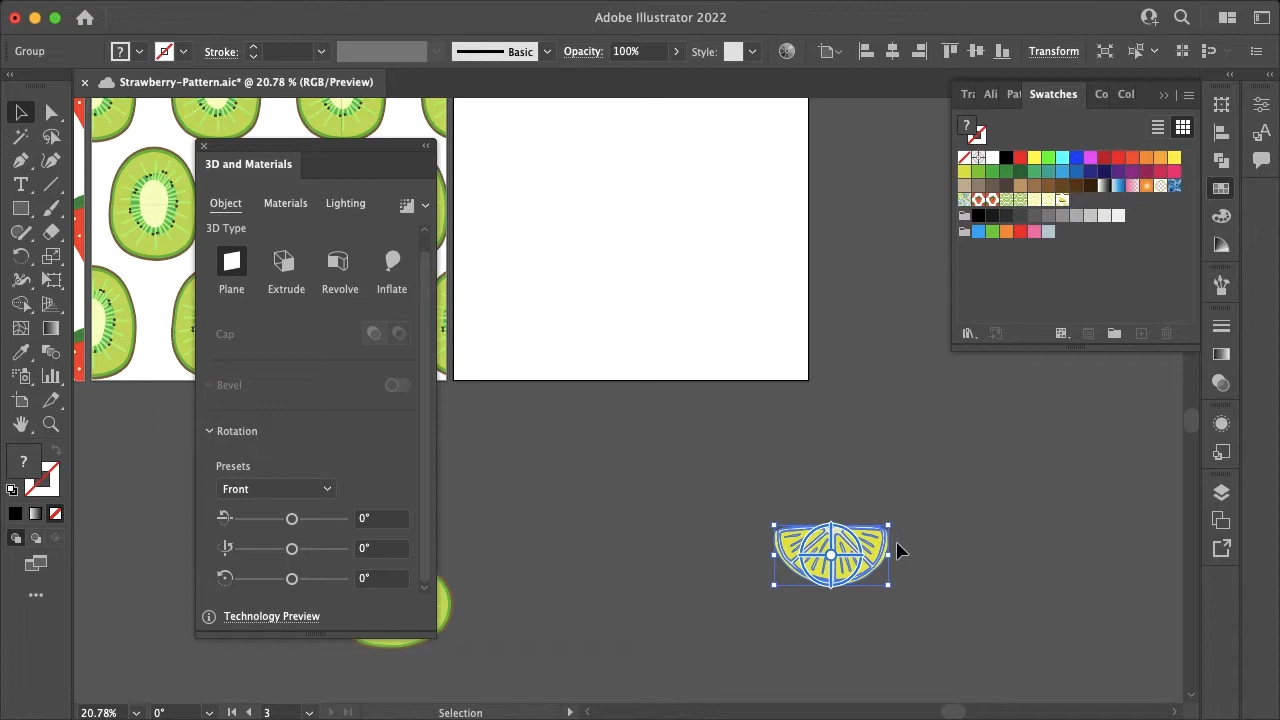 Adobe Illustrator 2022
Group
?
Stroke:
Basic
Opacity:
100%
Style:
Transform
Strawberry-Pattern.aic* @ 20.78 % (RGB/Preview)
Tra
Ali
Pat
Swatches
Co
Col
?
3D and Materials
Object
Materials
Lighting
3D Type
Plane
Extrude
Revolve
Inflate
Cap
Bevel
Rotation
Presets
Front
0°
0°
0°
Technology Preview
?
20.78%
0°
3
Selection